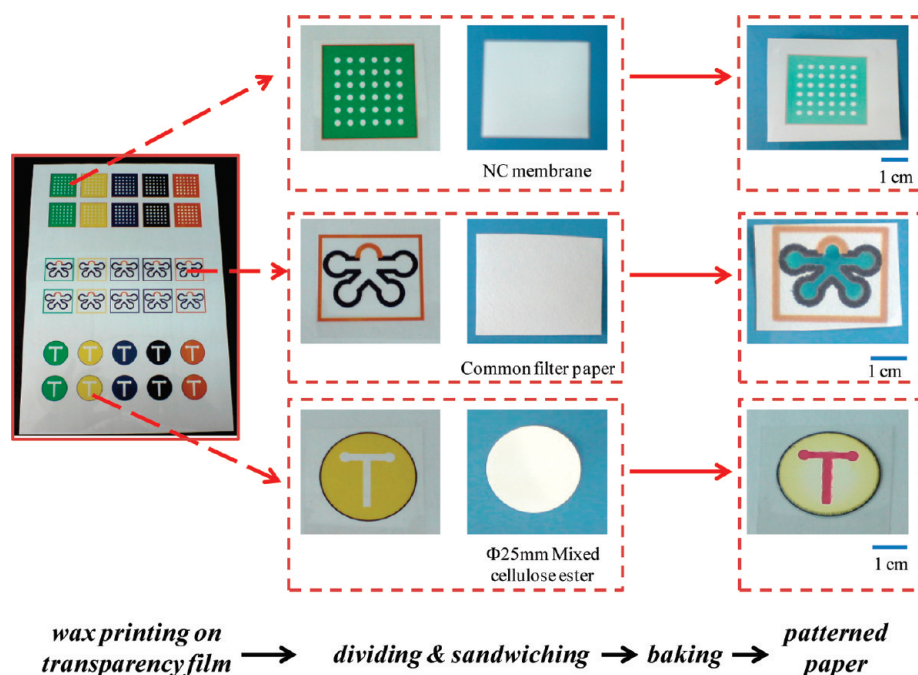 NC membrane
1 cm
Common filter paper
1 cm
Φ25mm Mixed
cellulose ester
1 cm
wax printing on
transparency film
dividing & sandwiching
baking
patterned
paper